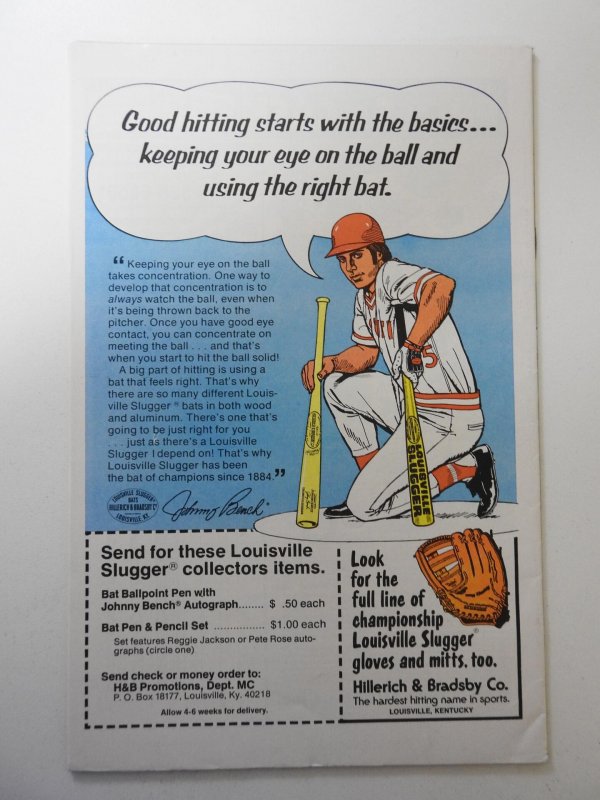 Good hitting starts with the basics...
keeping your eye on the ball and
using the right bat.
“ Keeping your eye on the ball
takes concentration. One way to
develop that concentration is to
always watch the ball, even when
it's being thrown back to the
pitcher. Once you have good eye
contact, you can concentrate on
meeting the ball . . . and that's
when you start to hit the ball solid!
A big part of hitting is using a
bat that feels right. That's why
there are so many different Louis-
ville Slugger® bats in both wood
and aluminum. There's one that's
going to be just right for you
. . . just as there's a Louisville
Slugger I depend on! That's why
Louisville Slugger has been
the bat of champions since 1884.”
LOUISVILLE SLUGGER®
BATS
HILLERICH & BRADSBY Co
LOUISVILLE, KY.
Johnny Bench®
5
LOUISVILLE
SLUGGER
Send for these Louisville
Slugger® collectors items.
Bat Ballpoint Pen with
Johnny Bench® Autograph........ $ .50 each
Bat Pen & Pencil Set ............... $1.00 each
Set features Reggie Jackson or Pete Rose auto-
graphs (circle one)
Send check or money order to:
H&B Promotions, Dept. MC
P. O. Box 18177, Louisville, Ky. 40218
Allow 4-6 weeks for delivery.
Look
for the
full line of
championship
Louisville Slugger®
gloves and mitts, too.
Hillerich & Bradsby Co.
The hardest hitting name in sports.
LOUISVILLE, KENTUCKY